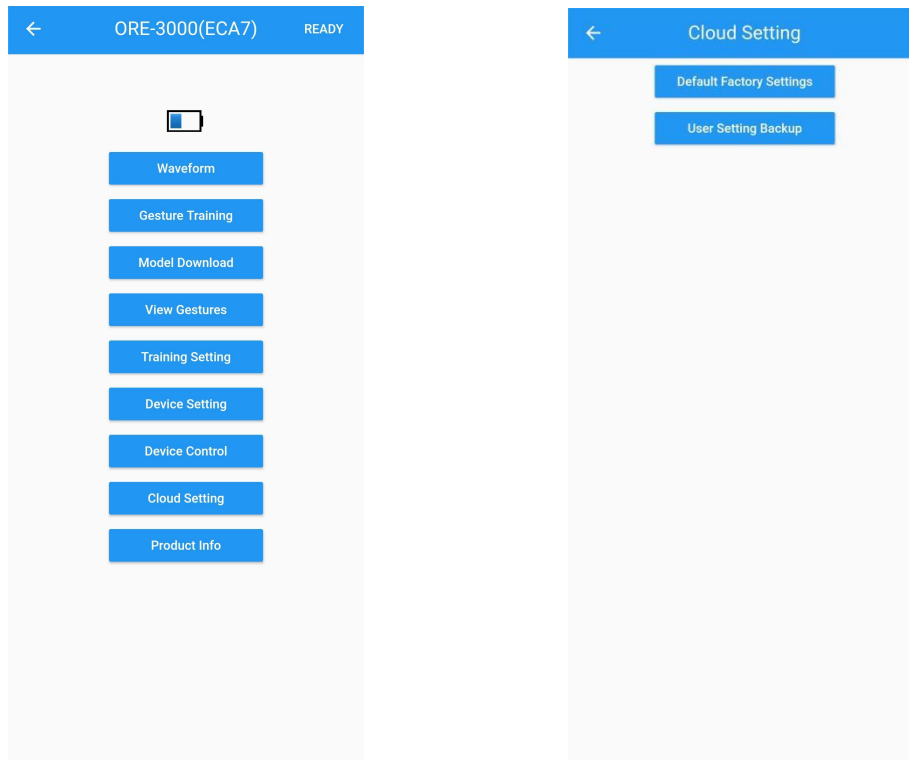 ORE-3000(ECA7)
READY
Waveform
Gesture Training
Model Download
View Gestures
Training Setting
Device Setting
Device Control
Cloud Setting
Product Info
Cloud Setting
Default Factory Settings
User Setting Backup